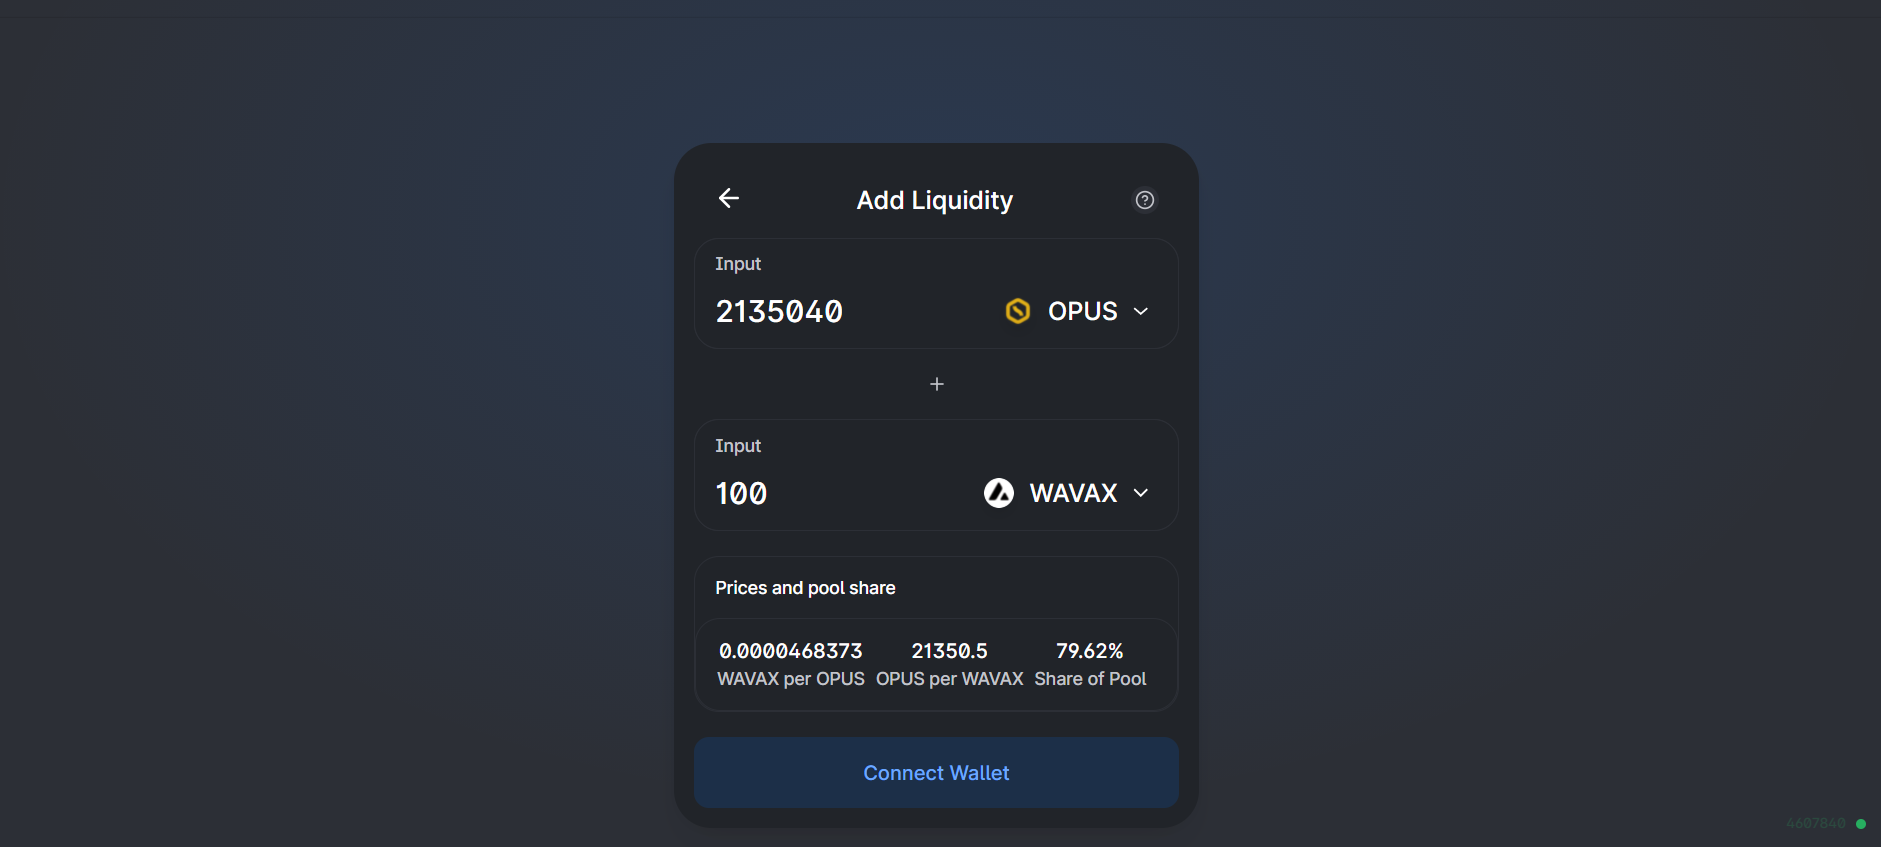 Add Liquidity
Input
2135040 OPUS
+
Input
100 WAVAX
Prices and pool share
0.0000468373 21350.5 79.62%
WAVAX per OPUS OPUS per WAVAX Share of Pool
Connect Wallet
4607840